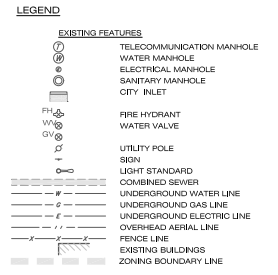 LEGEND
EXISTING FEATURES
T TELECOMMUNICATION MANHOLE
W WATER MANHOLE
E ELECTRICAL MANHOLE
SANITARY MANHOLE
CITY INLET
FH FIRE HYDRANT
WV WATER VALVE
GV
UTILITY POLE
SIGN
LIGHT STANDARD
COMBINED SEWER
W UNDERGROUND WATER LINE
G UNDERGROUND GAS LINE
E UNDERGROUND ELECTRIC LINE
OVERHEAD AERIAL LINE
X X X FENCE LINE
EXISTING BUILDINGS
ZONING BOUNDARY LINE